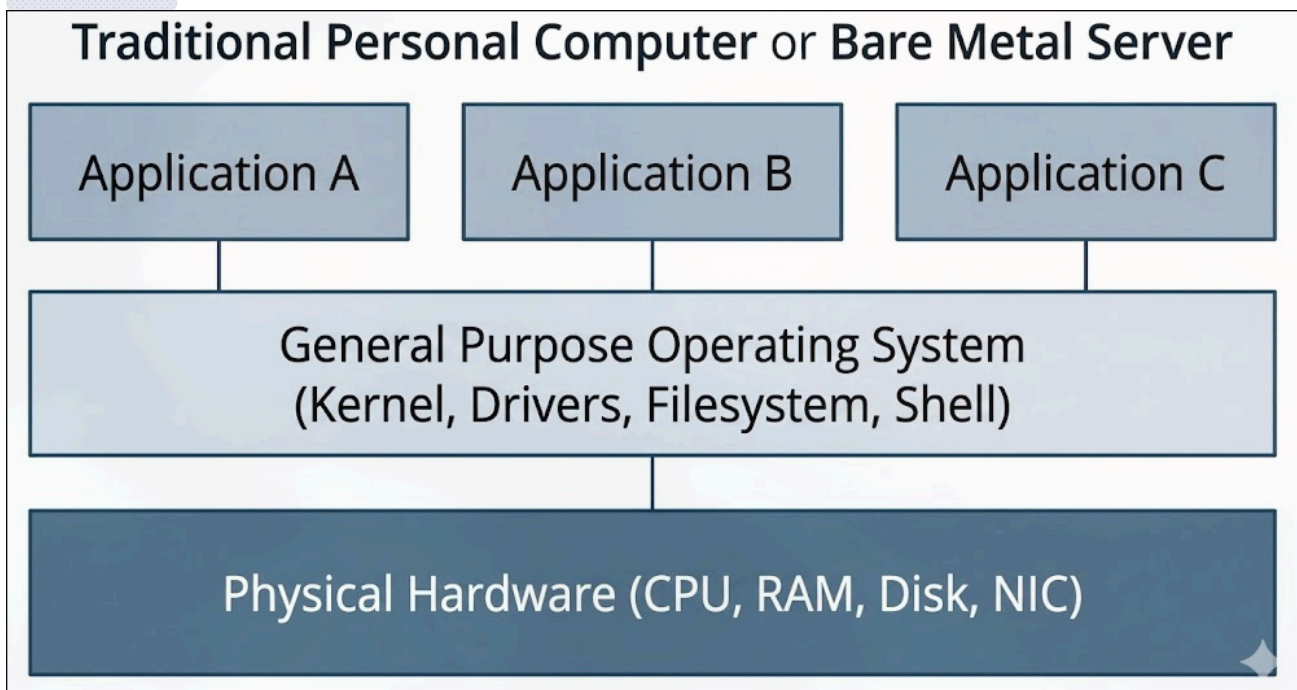 Traditional Personal Computer or Bare Metal Server
Application A
Application B
Application C
General Purpose Operating System
(Kernel, Drivers, Filesystem, Shell)
Physical Hardware (CPU, RAM, Disk, NIC)